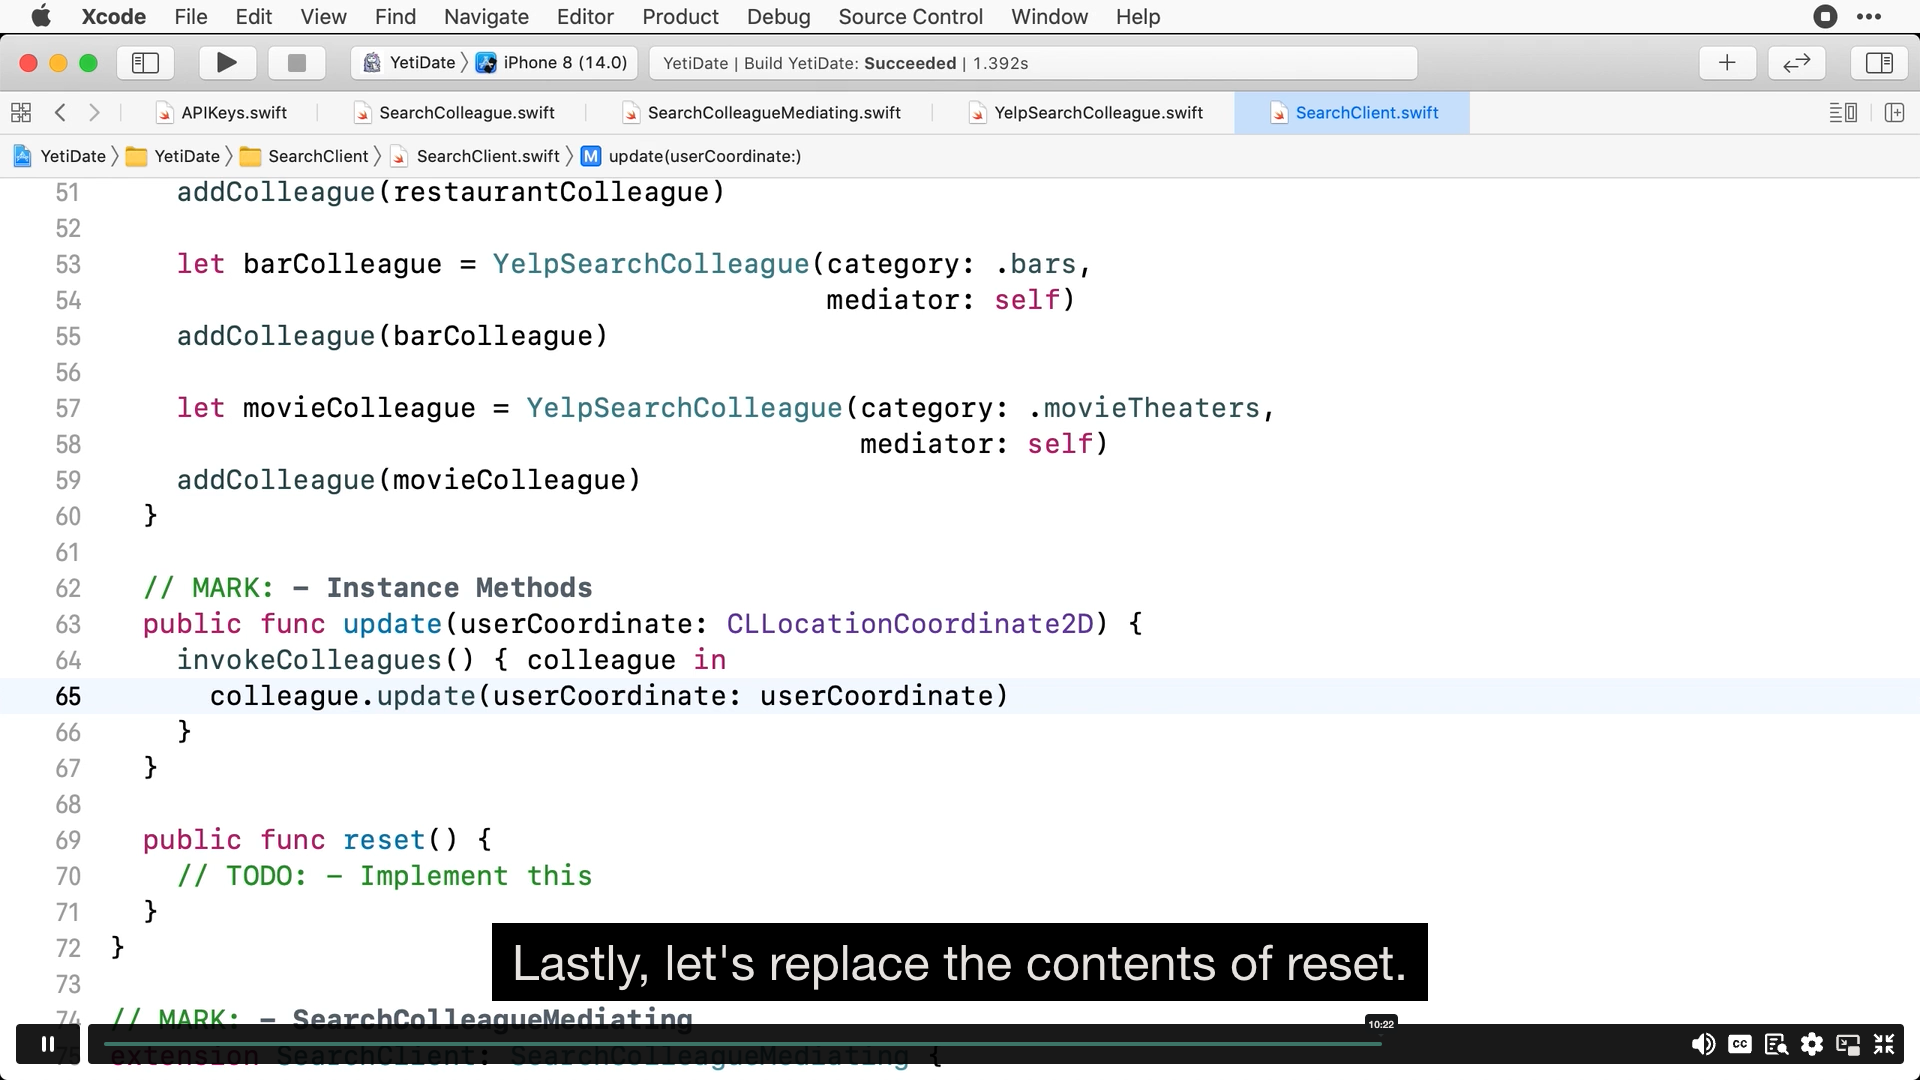 Xcode File Edit View Find Navigate Editor Product Debug Source Control Window Help
YetiDate iPhone 8 (14.0) YetiDate | Build YetiDate: Succeeded | 1.392s
APIKeys.swift SearchColleague.swift SearchColleagueMediating.swift YelpSearchColleague.swift SearchClient.swift
YetiDate YetiDate SearchClient SearchClient.swift M update(userCoordinate:)
51 addColleague(restaurantColleague)
52
53 let barColleague = YelpSearchColleague(category: .bars,
54 mediator: self)
55 addColleague(barColleague)
56
57 let movieColleague = YelpSearchColleague(category: .movieTheaters,
58 mediator: self)
59 addColleague(movieColleague)
60 }
61
62 // MARK: – Instance Methods
63 public func update(userCoordinate: CLLocationCoordinate2D) {
64 invokeColleagues() { colleague in
65 colleague.update(userCoordinate: userCoordinate)
66 }
67 }
68
69 public func reset() {
70 // TODO: – Implement this
71 }
72 }
Lastly, let's replace the contents of reset.
73
74 // MARK: – SearchColleagueMediating
10:22
75 extension SearchClient: SearchColleagueMediating {
CC